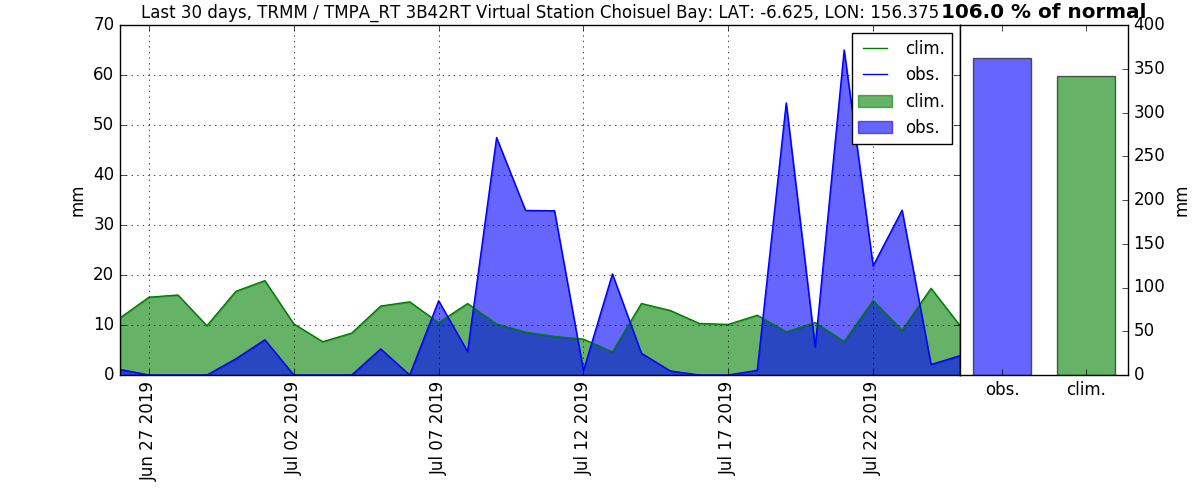 Last 30 days, TRMM / TMPA_RT 3B42RT Virtual Station Choisuel Bay: LAT: -6.625, LON: 156.375
106.0 % of normal
70
60
50
40
30
20
10
0
mm
clim.
obs.
clim.
obs.
Jun 27 2019
Jul 02 2019
Jul 07 2019
Jul 12 2019
Jul 17 2019
Jul 22 2019
400
350
300
250
200
150
100
50
0
mm
obs.
clim.